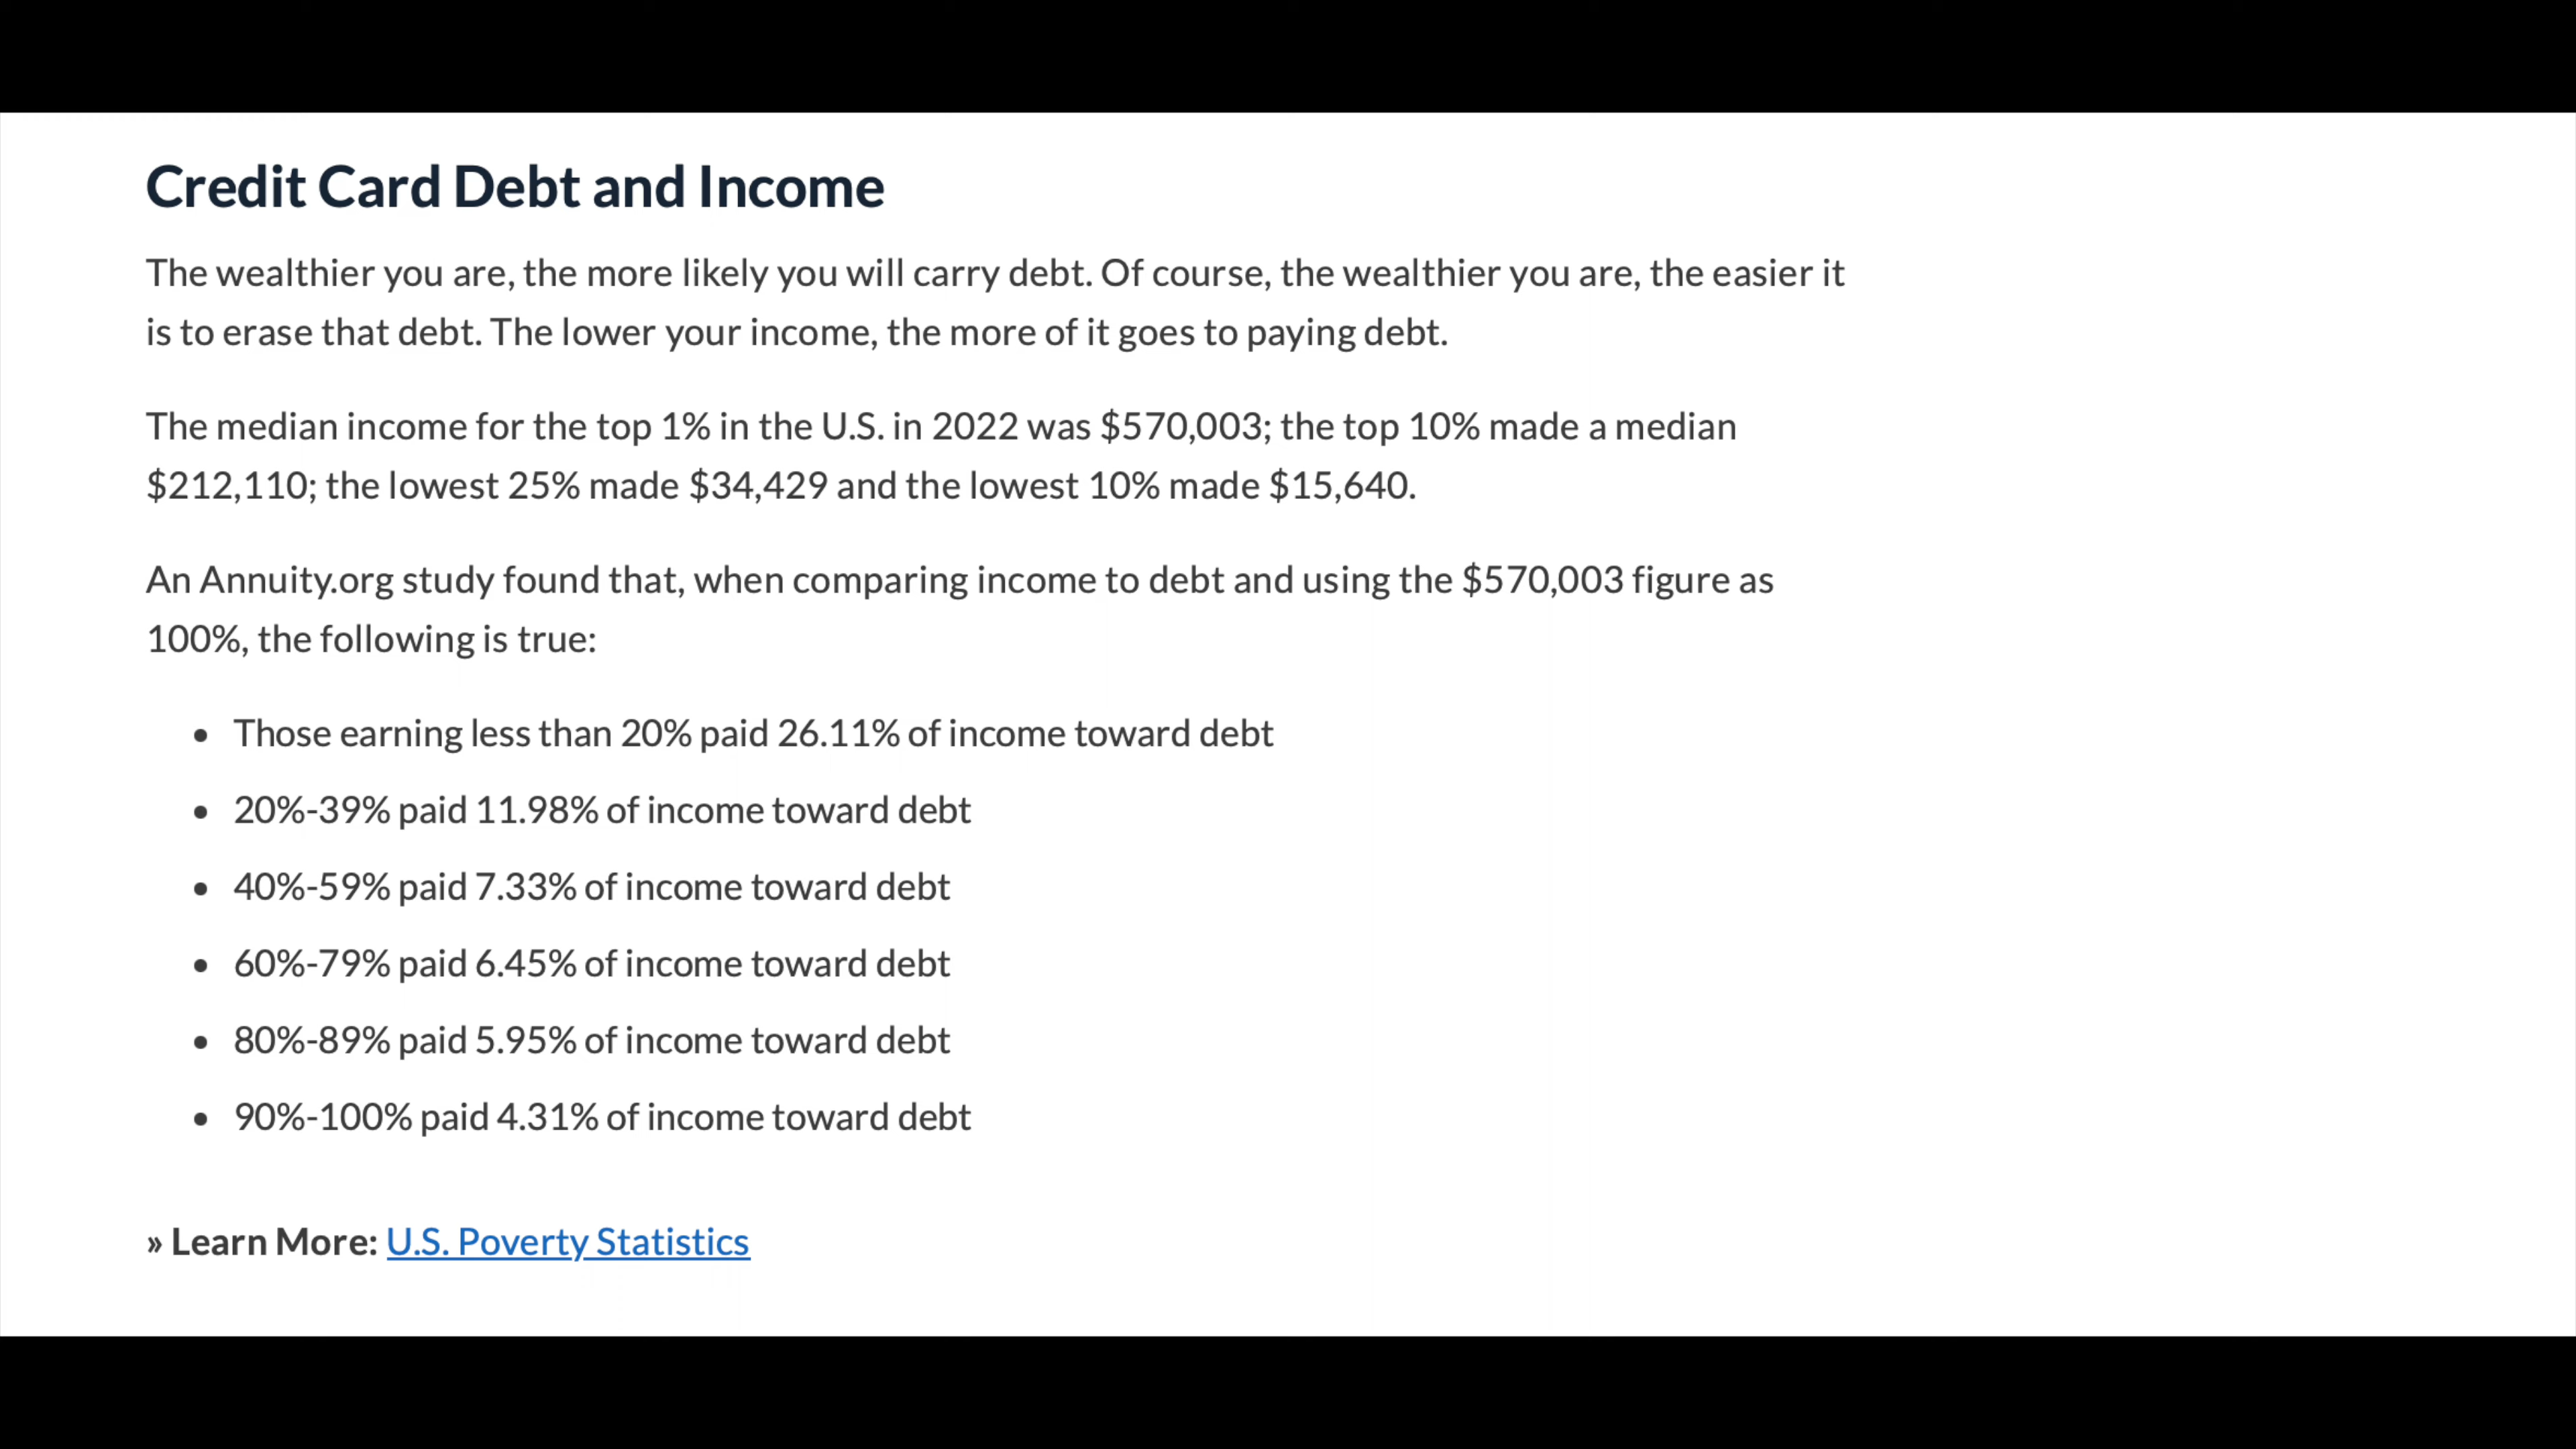 Credit Card Debt and Income
The wealthier you are, the more likely you will carry debt. Of course, the wealthier you are, the easier it
is to erase that debt. The lower your income, the more of it goes to paying debt.
The median income for the top 1% in the U.S. in 2022 was $570,003; the top 10% made a median
$212,110; the lowest 25% made $34,429 and the lowest 10% made $15,640.
An Annuity.org study found that, when comparing income to debt and using the $570,003 figure as
100%, the following is true:
• Those earning less than 20% paid 26.11% of income toward debt
• 20%-39% paid 11.98% of income toward debt
• 40%-59% paid 7.33% of income toward debt
• 60%-79% paid 6.45% of income toward debt
• 80%-89% paid 5.95% of income toward debt
• 90%-100% paid 4.31% of income toward debt
» Learn More: U.S. Poverty Statistics